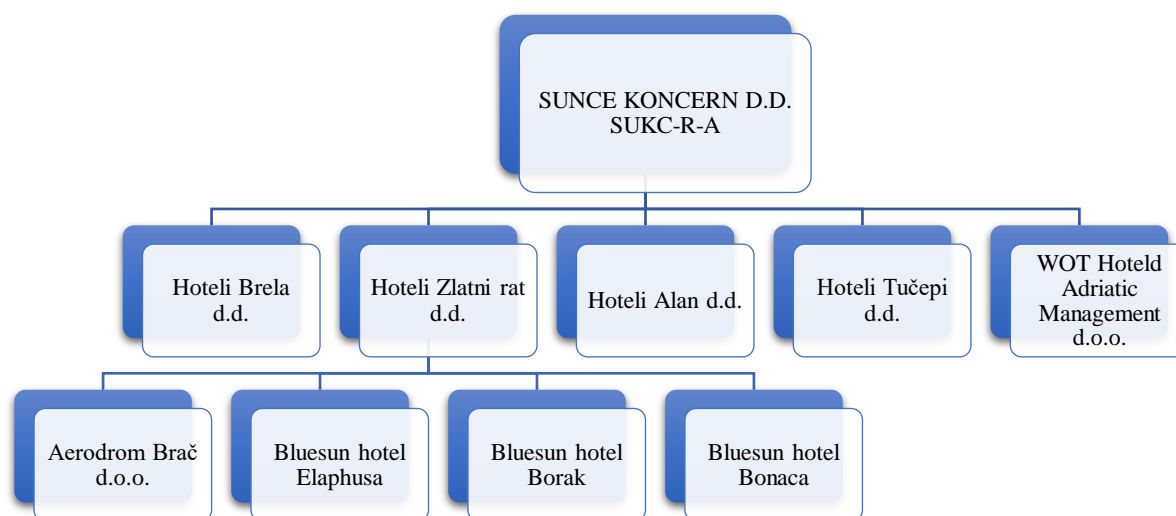 SUNCE KONCERN D.D.
SUKC-R-A
Hoteli Brela
d.d.
Hoteli Zlatni rat
d.d.
Hoteli Alan d.d.
Hoteli Tučepi
d.d.
WOT Hoteld
Adriatic
Management
d.o.o.
Aerodrom Brač
d.o.o.
Bluesun hotel
Elaphusa
Bluesun hotel
Borak
Bluesun hotel
Bonaca